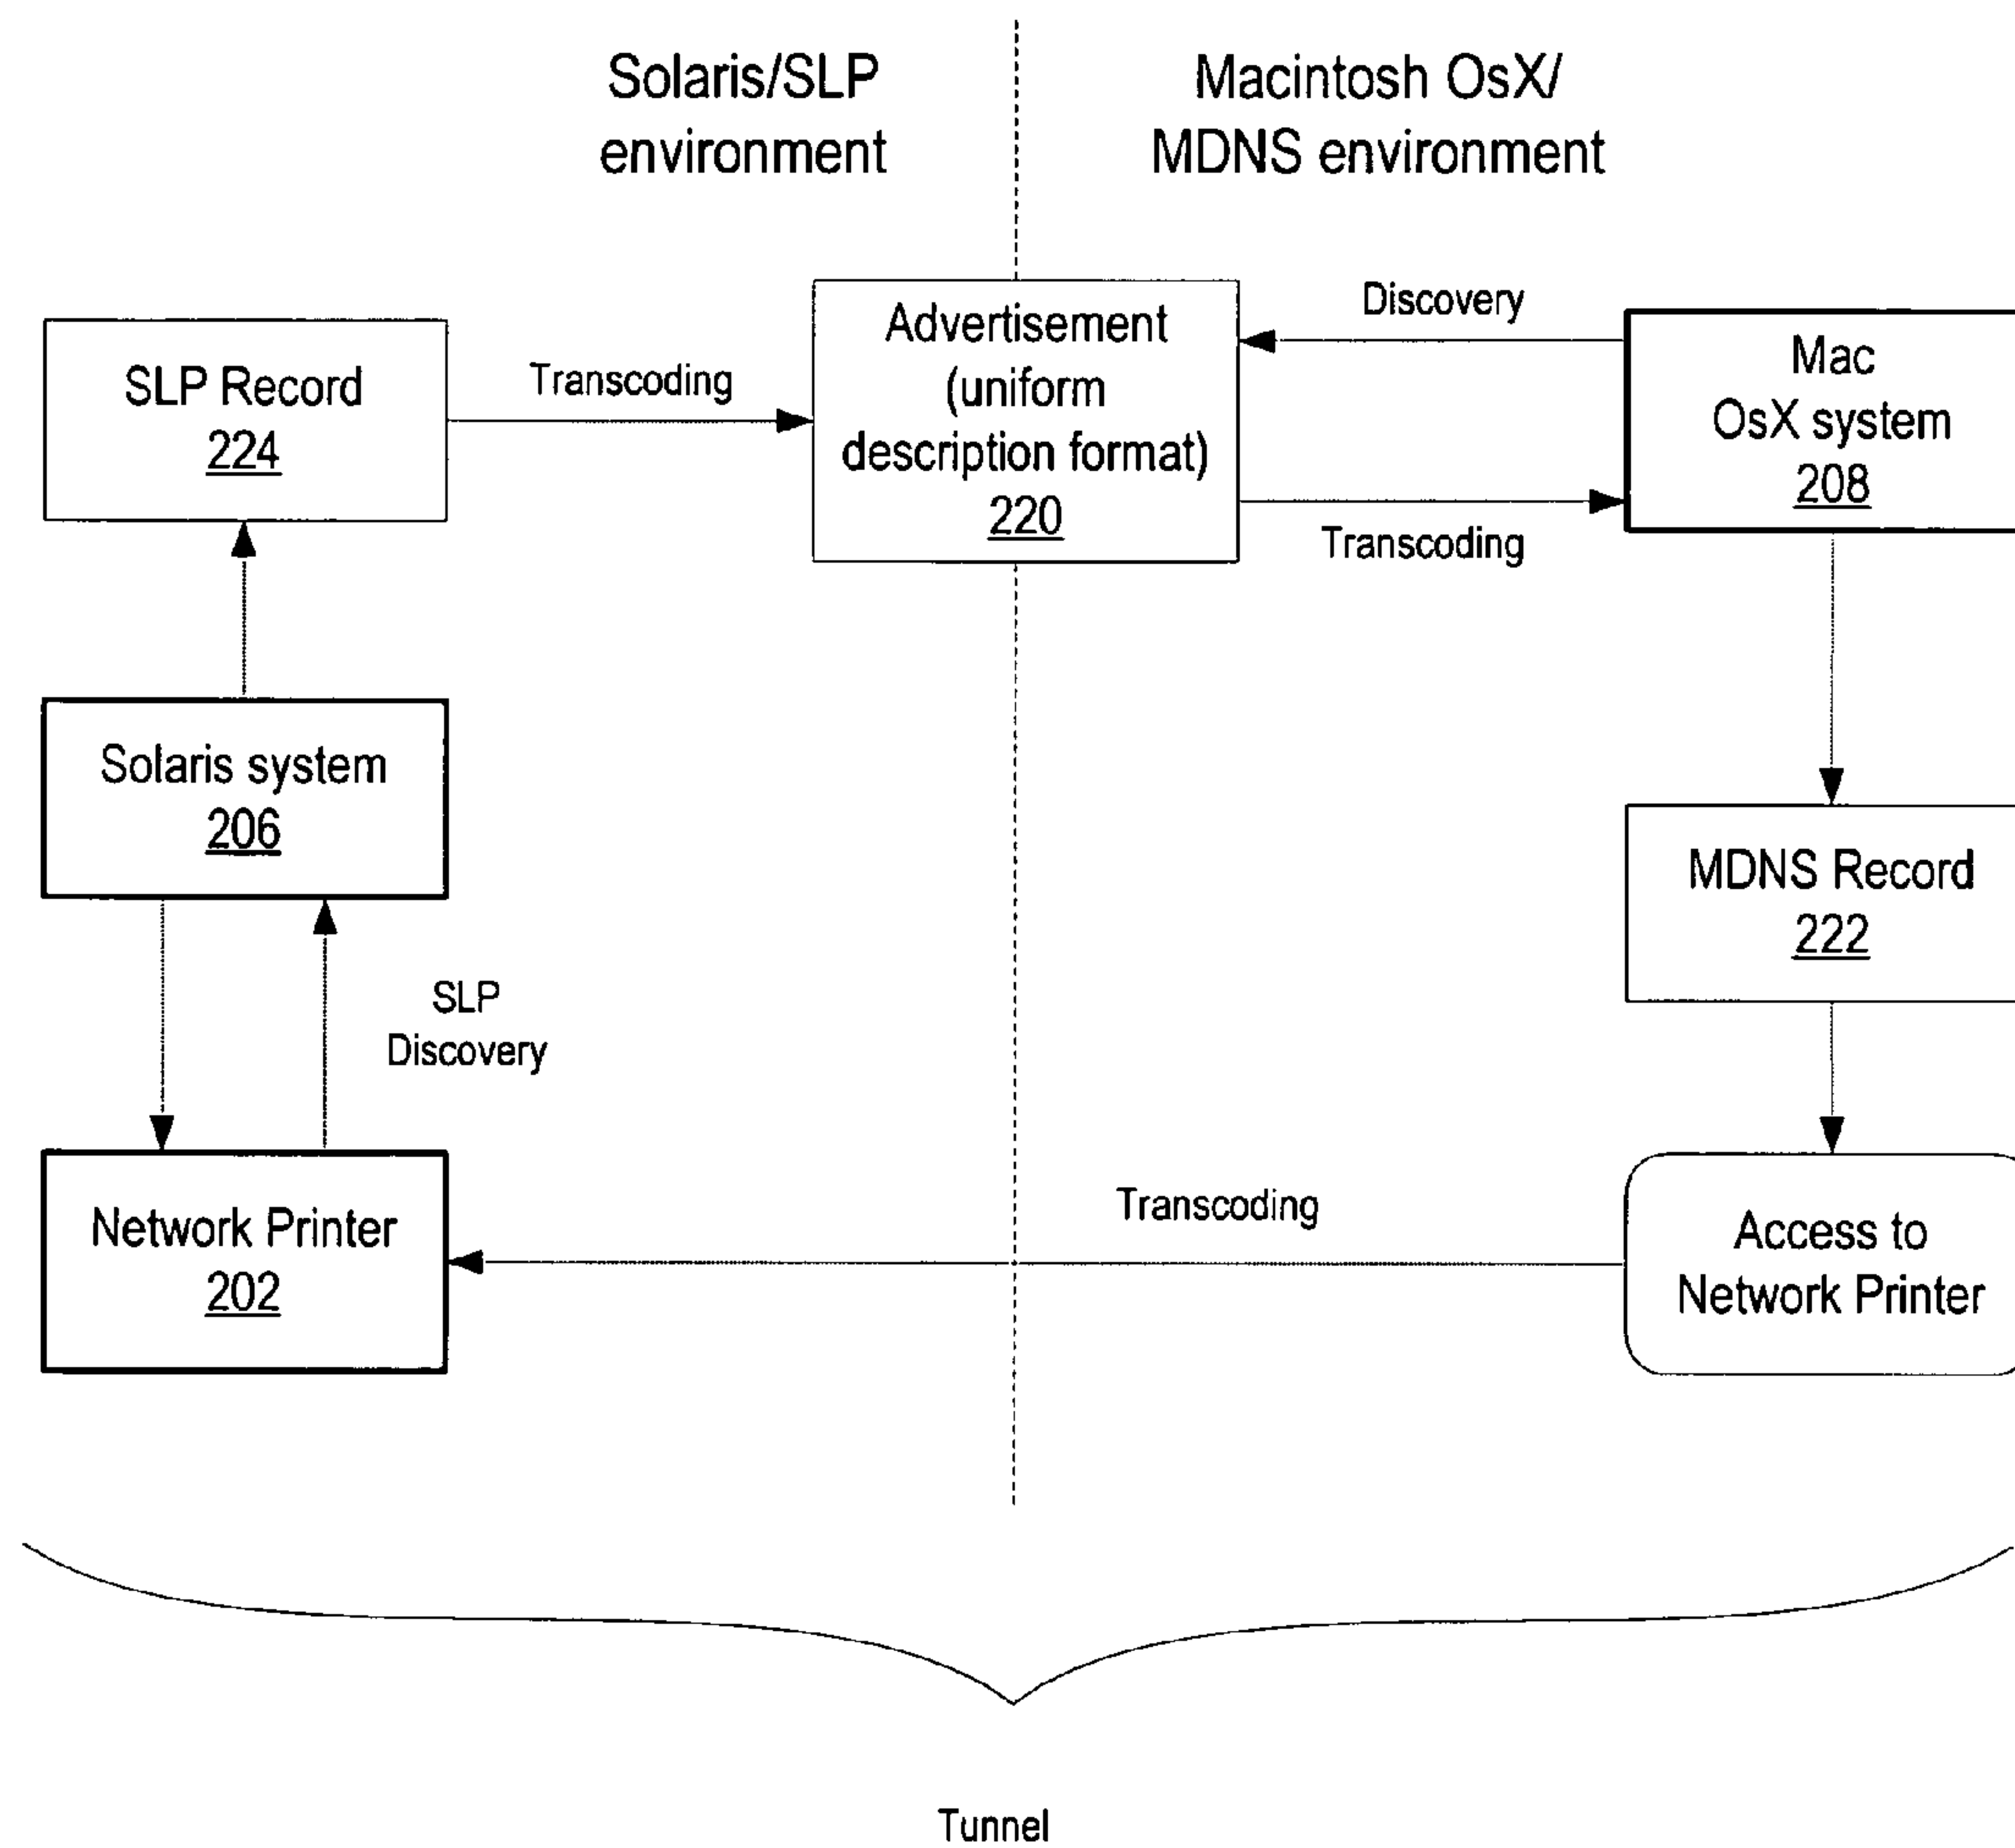 Solaris/SLP
environment
Macintosh OsX/
MDNS environment
SLP Record
224
Transcoding
Advertisement
(uniform
description format)
220
Discovery
Transcoding
Mac
OsX system
208
Solaris system
206
MDNS Record
222
SLP
Discovery
Network Printer
202
Transcoding
Access to
Network Printer
Tunnel